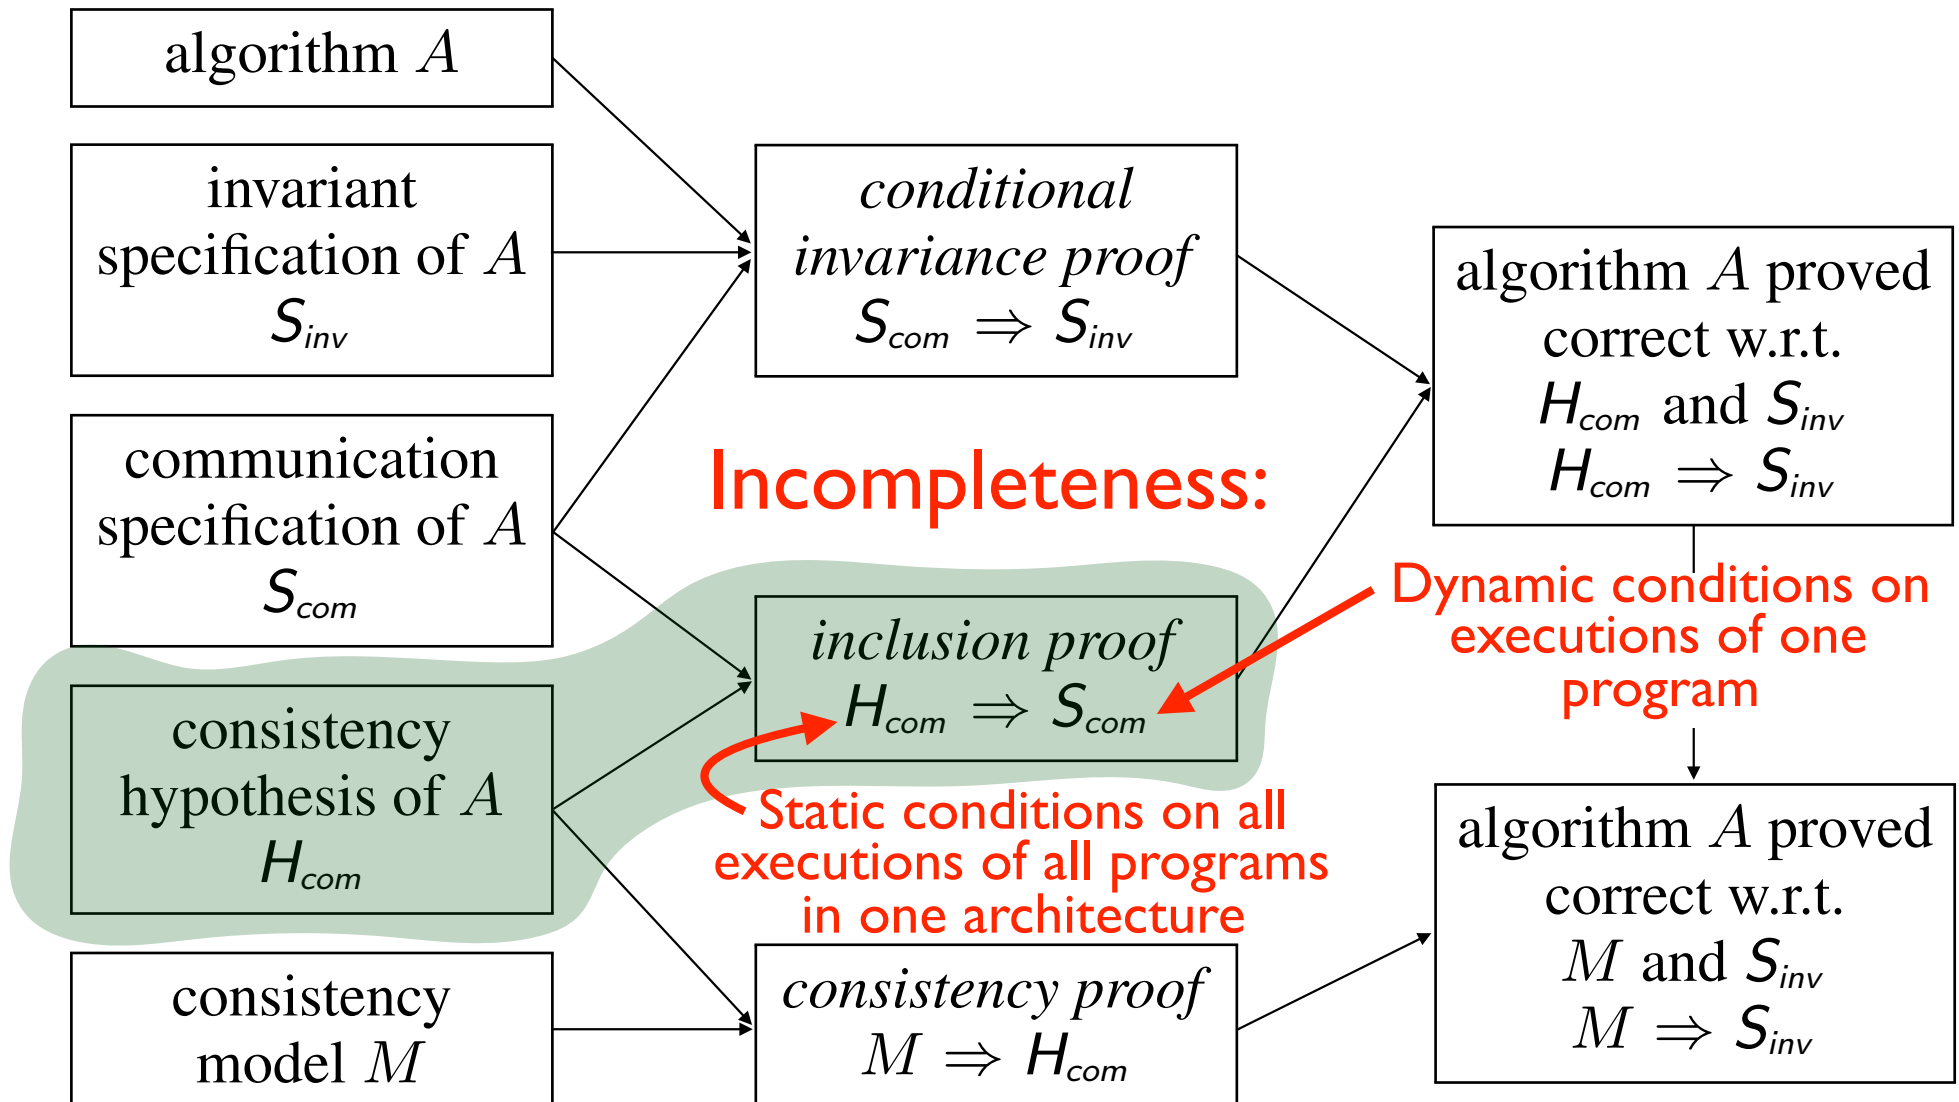 algorithm A
invariant
specification of A
S_inv
communication
specification of A
S_com
consistency
hypothesis of A
H_com
consistency
model M
conditional
invariance proof
S_com ⇒ S_inv
Incompleteness:
inclusion proof
H_com ⇒ S_com
Static conditions on all
executions of all programs
in one architecture
consistency proof
M ⇒ H_com
algorithm A proved
correct w.r.t.
H_com and S_inv
H_com ⇒ S_inv
Dynamic conditions on
executions of one
program
algorithm A proved
correct w.r.t.
M and S_inv
M ⇒ S_inv